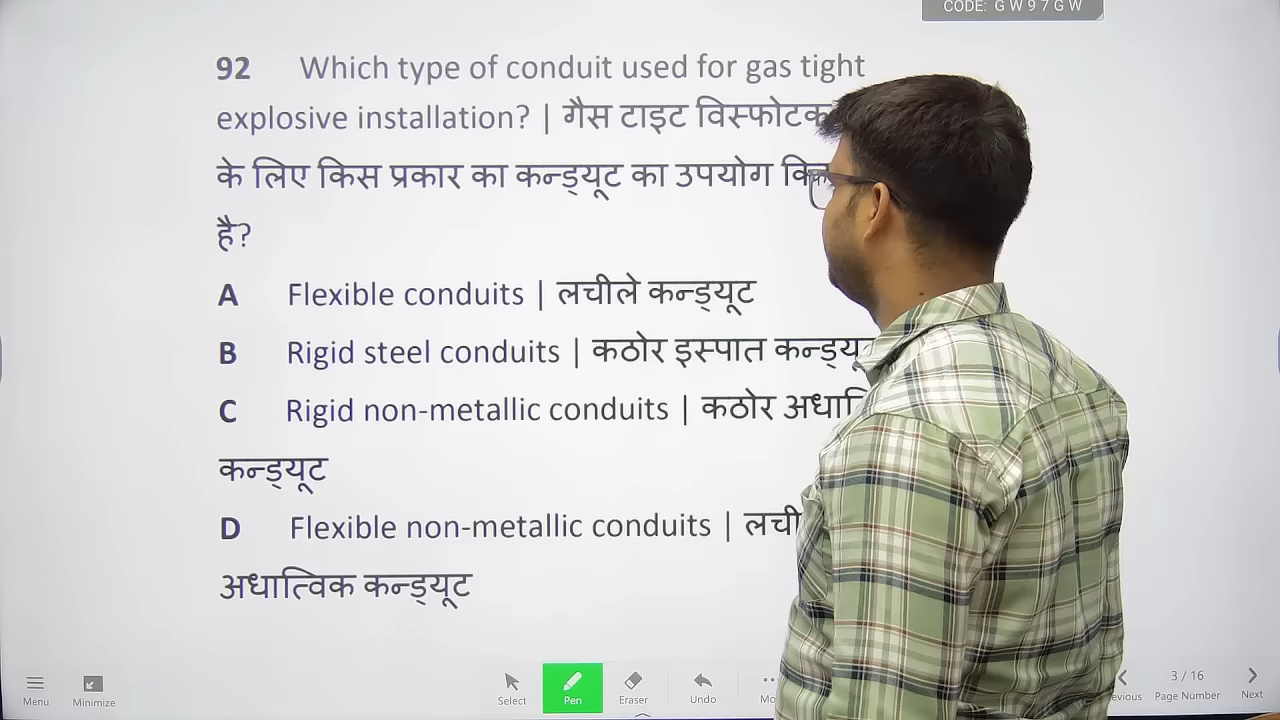 CODE: G W 9 7 G W
92 Which type of conduit used for gas tight
explosive installation? | गैस टाइट विस्फोटक
के लिए किस प्रकार का कन्ड्यूट का उपयोग
है?
A Flexible conduits | लचीले कन्ड्यूट
B Rigid steel conduits | कठोर इस्पात
C Rigid non-metallic conduits | कठोर
कन्ड्यूट
D Flexible non-metallic conduits |
अधात्विक कन्ड्यूट
Menu Minimize Select Pen Eraser Undo Page Number Next
3 / 16